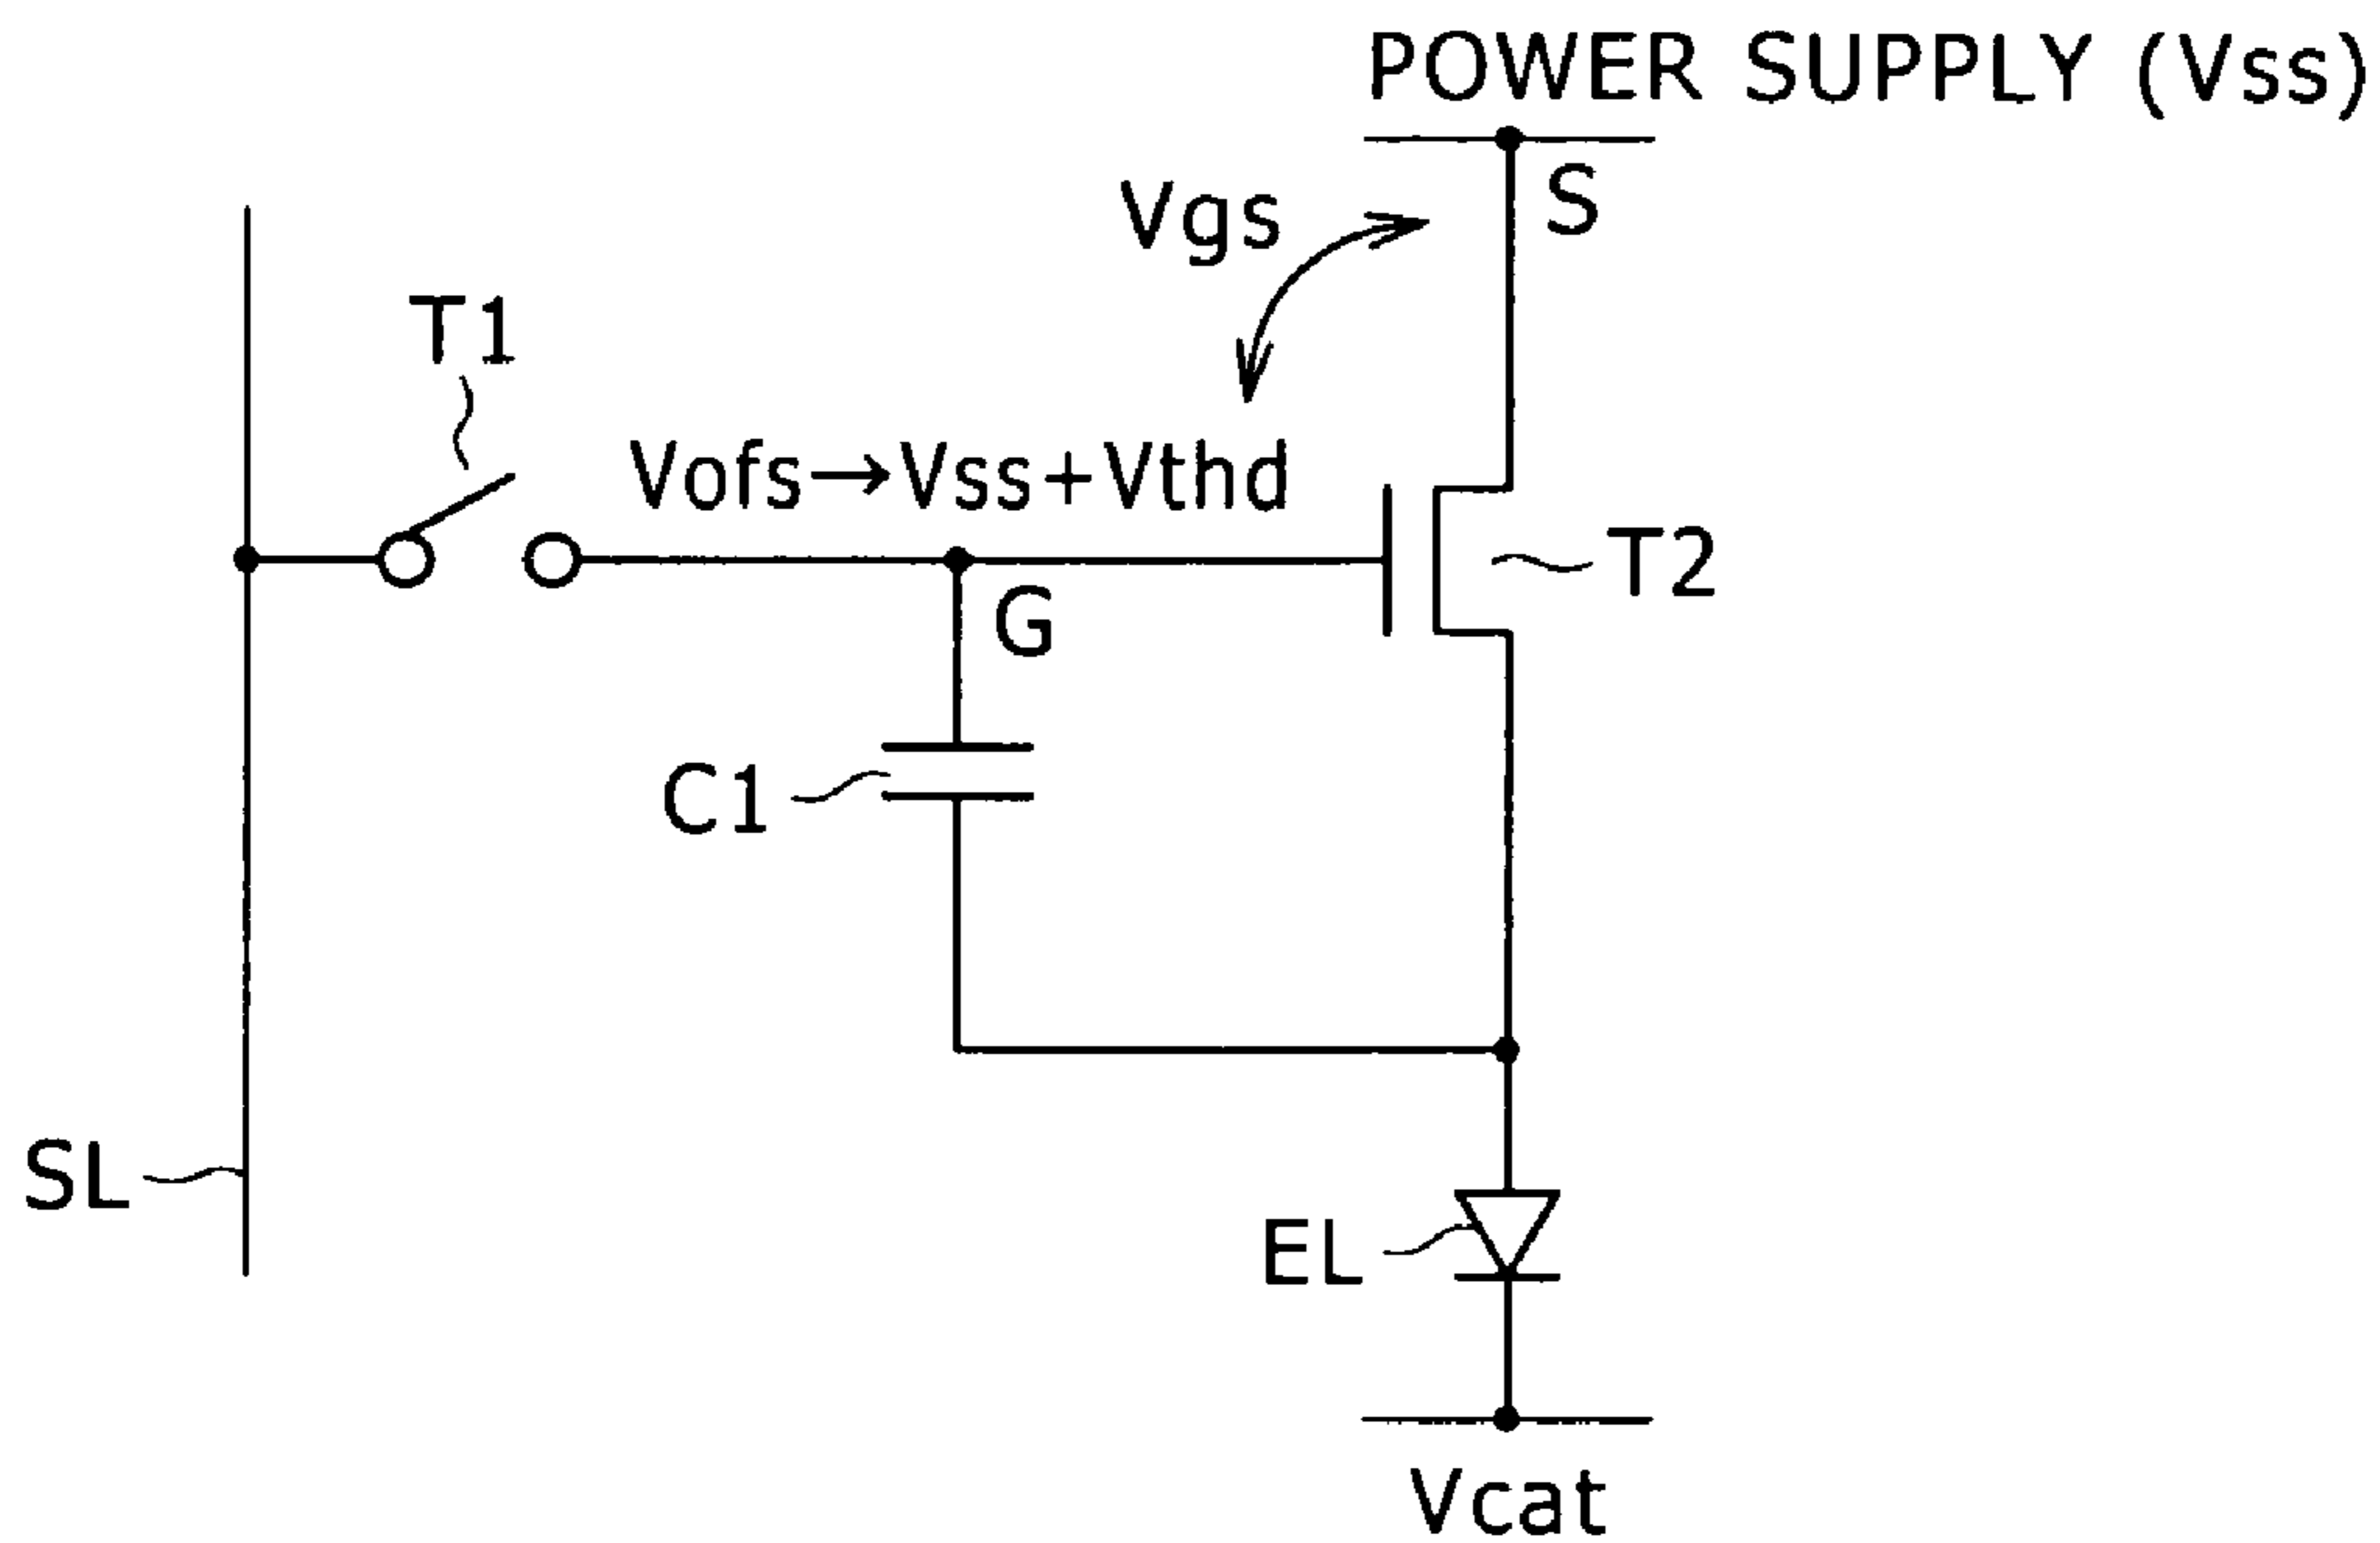 POWER SUPPLY (Vss)
S
Vgs
T1
Vofs→Vss+Vthd
T2
G
C1
SL
EL
Vcat